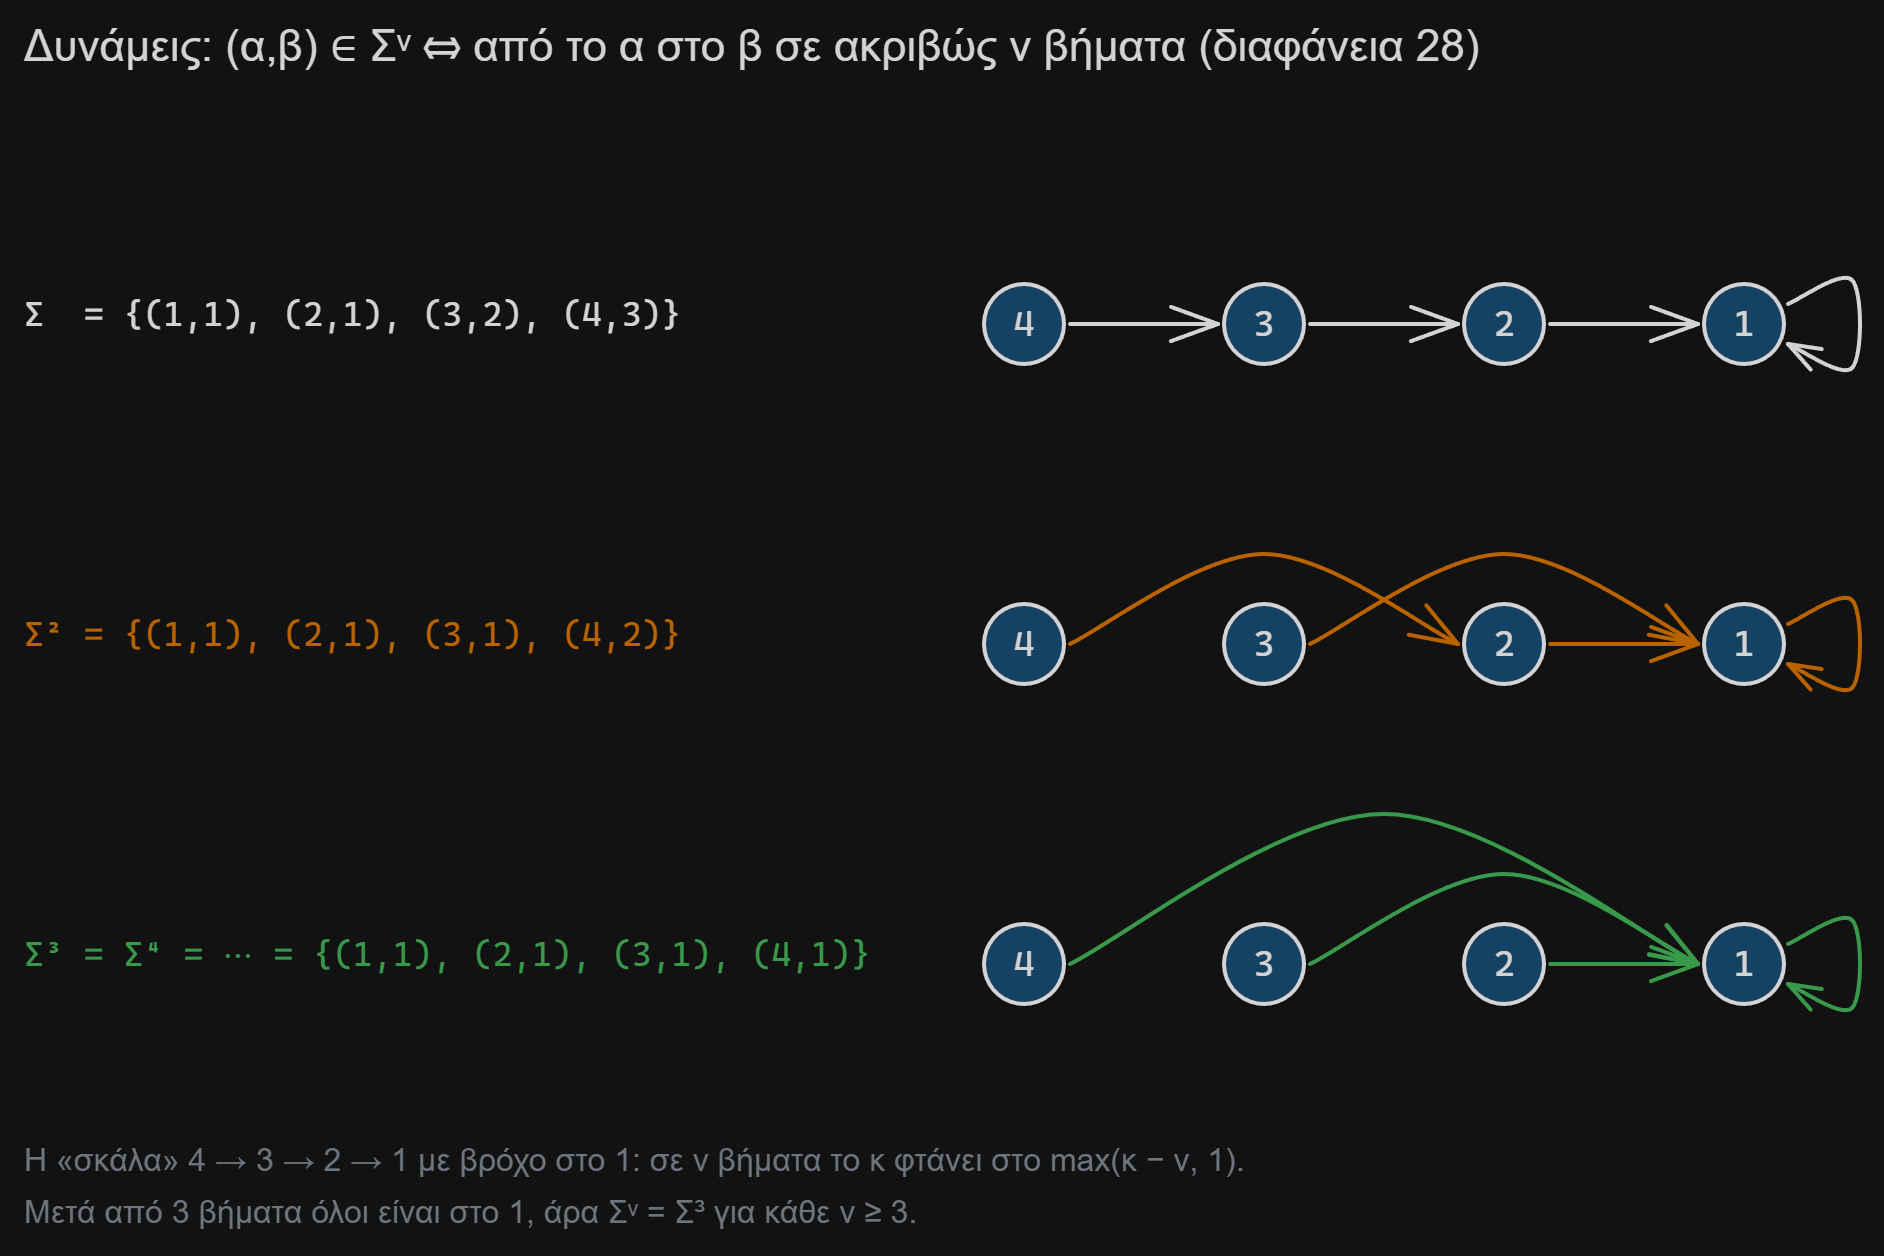 Δυνάμεις: (α,β) ∈ Σᵛ ⇔ από το α στο β σε ακριβώς ν βήματα (διαφάνεια 28)
Σ  = {(1,1), (2,1), (3,2), (4,3)}
4 3 2 1
Σ² = {(1,1), (2,1), (3,1), (4,2)}
4 3 2 1
Σ³ = Σ⁴ = ⋯ = {(1,1), (2,1), (3,1), (4,1)}
4 3 2 1
Η «σκάλα» 4 → 3 → 2 → 1 με βρόχο στο 1: σε ν βήματα το κ φτάνει στο max(κ − ν, 1).
Μετά από 3 βήματα όλοι είναι στο 1, άρα Σᵛ = Σ³ για κάθε ν ≥ 3.